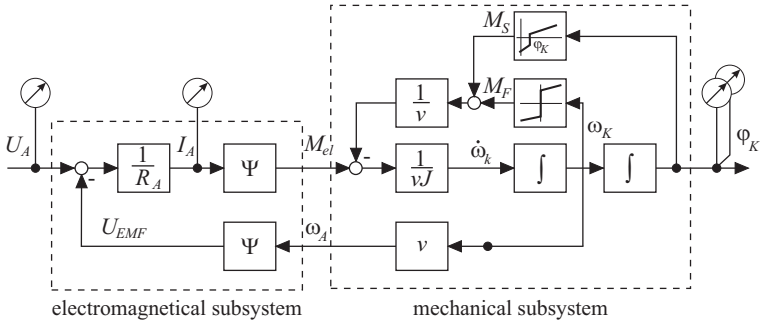 M_S
φ_K
1/ν
M_F
U_A
I_A
M_el
ω_K
φ_K
-
1/R_A
Ψ
-
1/νJ
ω̇_k
∫
∫
U_EMF
Ψ
ω_A
ν
electromagnetical subsystem
mechanical subsystem